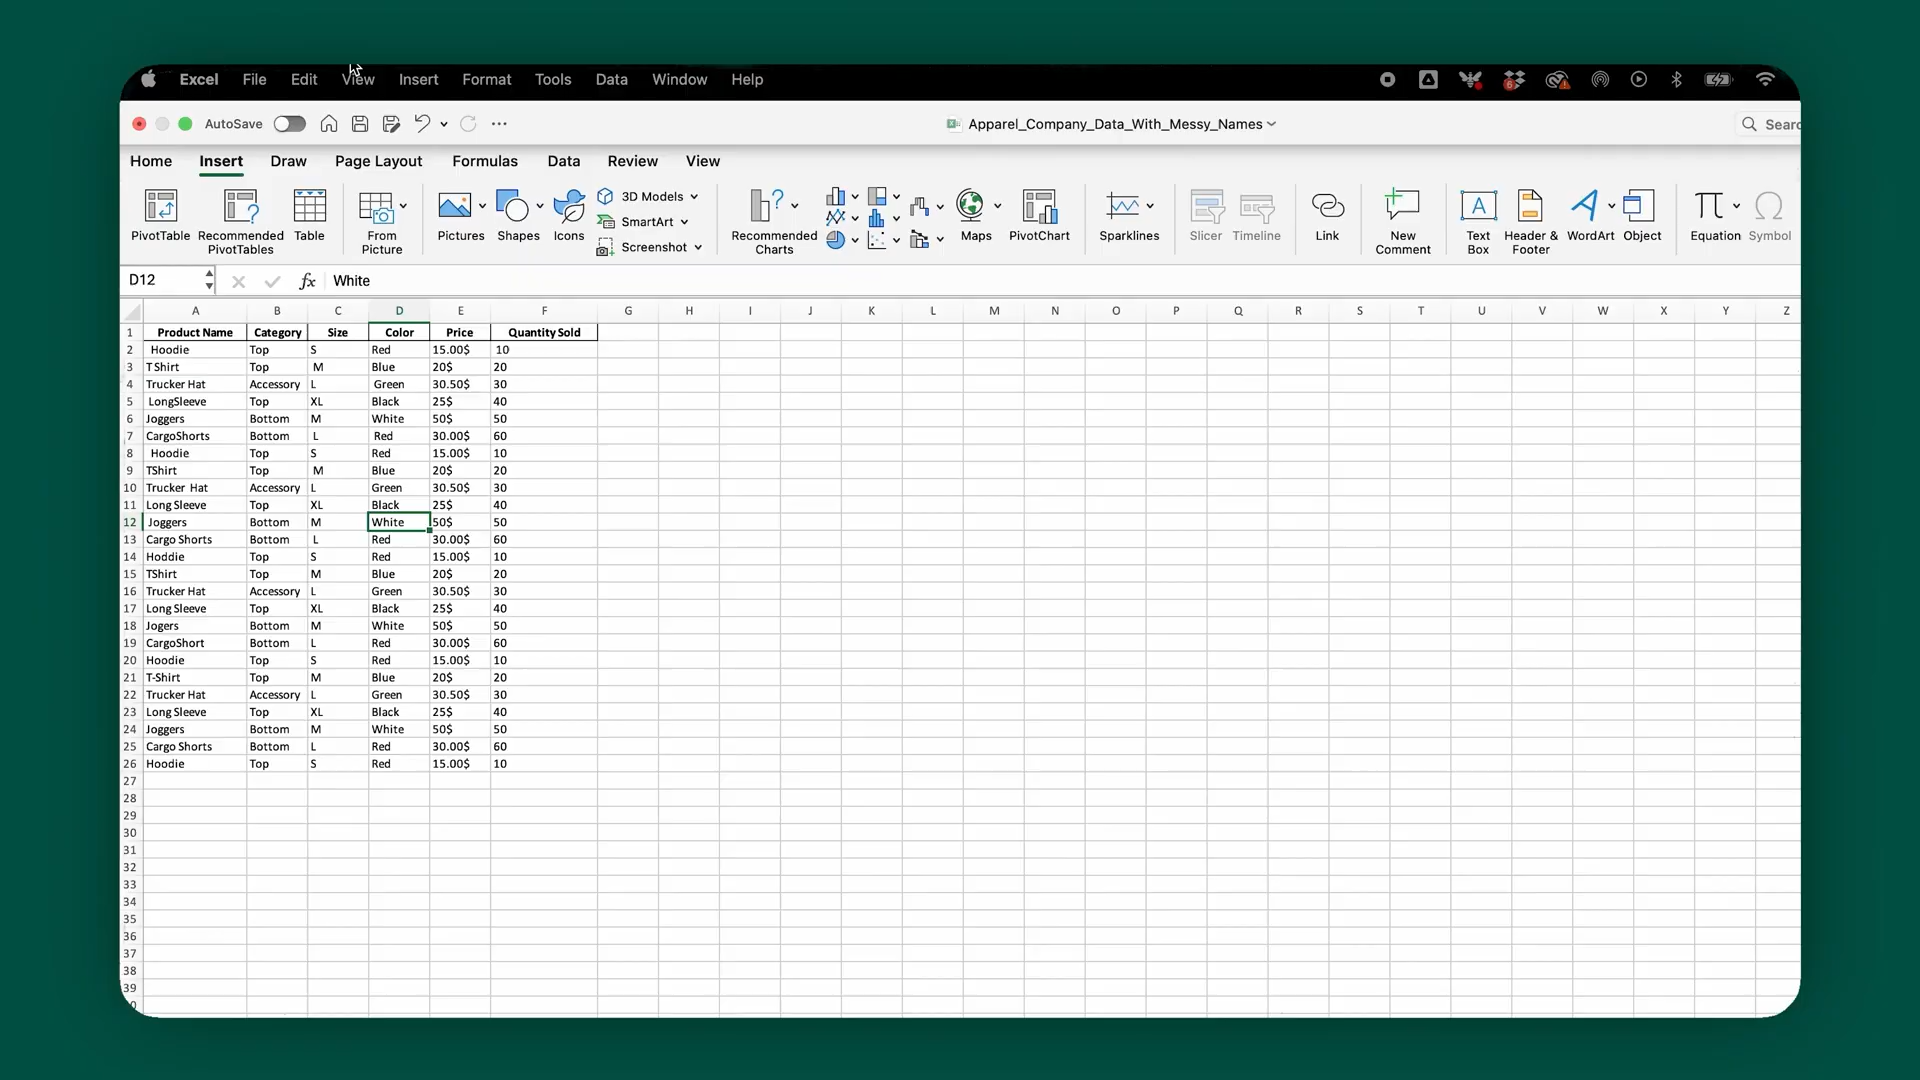 Excel File Edit View Insert Format Tools Data Window Help
AutoSave Apparel_Company_Data_With_Messy_Names
Home Insert Draw Page Layout Formulas Data Review View
PivotTable Recommended PivotTables Table From Picture Pictures Shapes Icons 3D Models SmartArt Screenshot Recommended Charts Maps PivotChart Sparklines Slicer Timeline Link New Comment Text Box Header & Footer WordArt Object Equation Symbol
D12 fx White
A B C D E F G H I J K L M N O P Q R S T U V W X Y Z
1 Product Name Category Size Color Price Quantity Sold
2 Hoodie Top S Red 15.00$ 10
3 T Shirt Top M Blue 20$ 20
4 Trucker Hat Accessory L Green 30.50$ 30
5 LongSleeve Top XL Black 25$ 40
6 Joggers Bottom M White 50$ 50
7 CargoShorts Bottom L Red 30.00$ 60
8 Hoodie Top S Red 15.00$ 10
9 TShirt Top M Blue 20$ 20
10 Trucker Hat Accessory L Green 30.50$ 30
11 Long Sleeve Top XL Black 25$ 40
12 Joggers Bottom M White 50$ 50
13 Cargo Shorts Bottom L Red 30.00$ 60
14 Hoddie Top S Red 15.00$ 10
15 TShirt Top M Blue 20$ 20
16 Trucker Hat Accessory L Green 30.50$ 30
17 Long Sleeve Top XL Black 25$ 40
18 Jogers Bottom M White 50$ 50
19 CargoShort Bottom L Red 30.00$ 60
20 Hoodie Top S Red 15.00$ 10
21 T-Shirt Top M Blue 20$ 20
22 Trucker Hat Accessory L Green 30.50$ 30
23 Long Sleeve Top XL Black 25$ 40
24 Joggers Bottom M White 50$ 50
25 Cargo Shorts Bottom L Red 30.00$ 60
26 Hoodie Top S Red 15.00$ 10
27
28
29
30
31
32
33
34
35
36
37
38
39